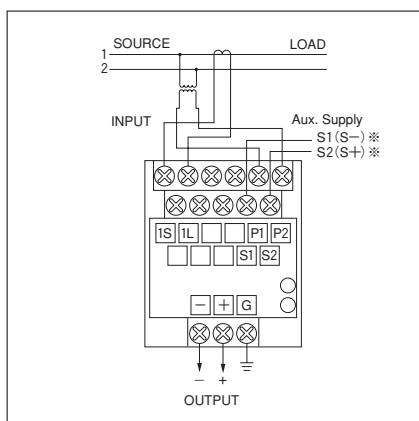 SOURCE LOAD
1
2
INPUT Aux. Supply
S1(S−)※
S2(S+)※
1S 1L P1 P2
S1 S2
− + G
− +
OUTPUT